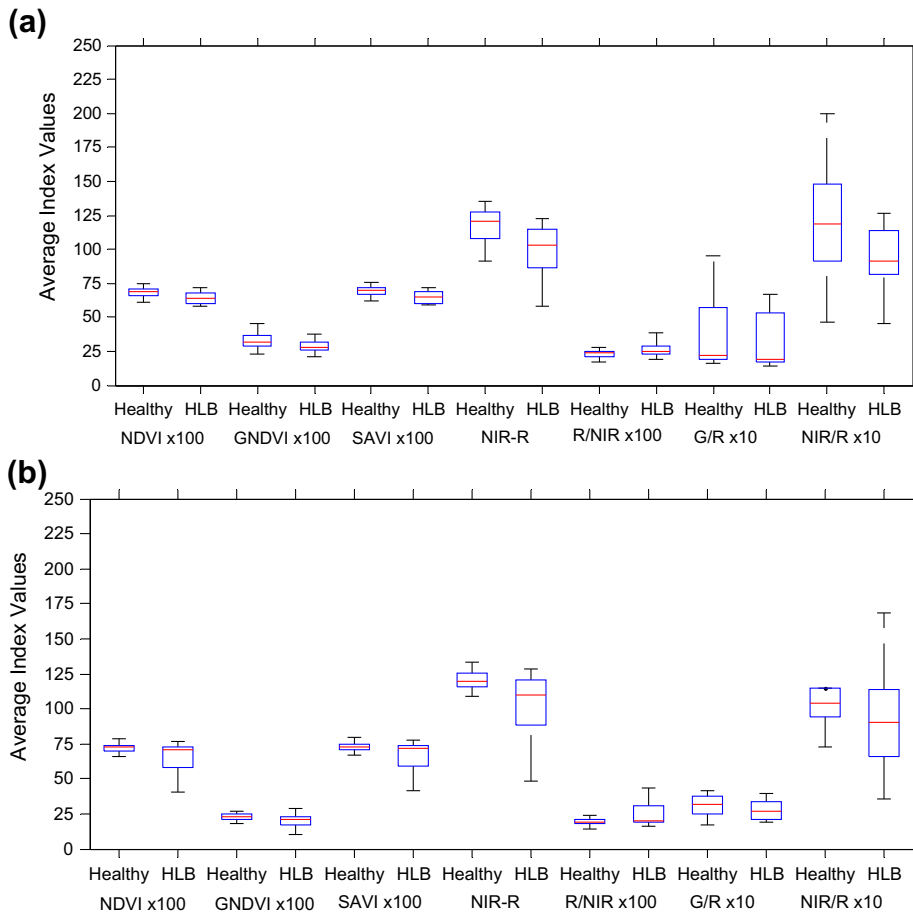 (a)
250
225
200
175
150
125
100
75
50
25
0
Average Index Values
Healthy HLB Healthy HLB Healthy HLB Healthy HLB Healthy HLB Healthy HLB Healthy HLB
NDVI x100 GNDVI x100 SAVI x100 NIR-R R/NIR x100 G/R x10 NIR/R x10
(b)
250
225
200
175
150
125
100
75
50
25
0
Average Index Values
Healthy HLB Healthy HLB Healthy HLB Healthy HLB Healthy HLB Healthy HLB Healthy HLB
NDVI x100 GNDVI x100 SAVI x100 NIR-R R/NIR x100 G/R x10 NIR/R x10